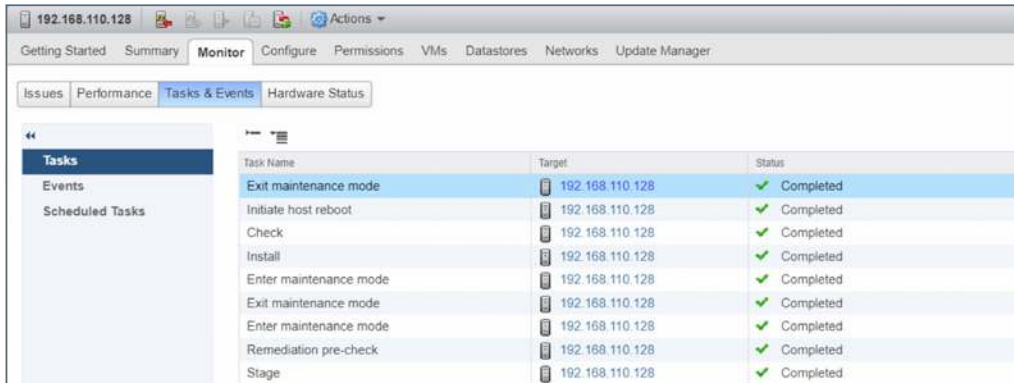 192.168.110.128 Actions
Getting Started Summary Monitor Configure Permissions VMs Datastores Networks Update Manager
Issues Performance Tasks & Events Hardware Status
Tasks
Events
Scheduled Tasks
Task Name Target Status
Exit maintenance mode 192.168.110.128 Completed
Initiate host reboot 192.168.110.128 Completed
Check 192.168.110.128 Completed
Install 192.168.110.128 Completed
Enter maintenance mode 192.168.110.128 Completed
Exit maintenance mode 192.168.110.128 Completed
Enter maintenance mode 192.168.110.128 Completed
Remediation pre-check 192.168.110.128 Completed
Stage 192.168.110.128 Completed